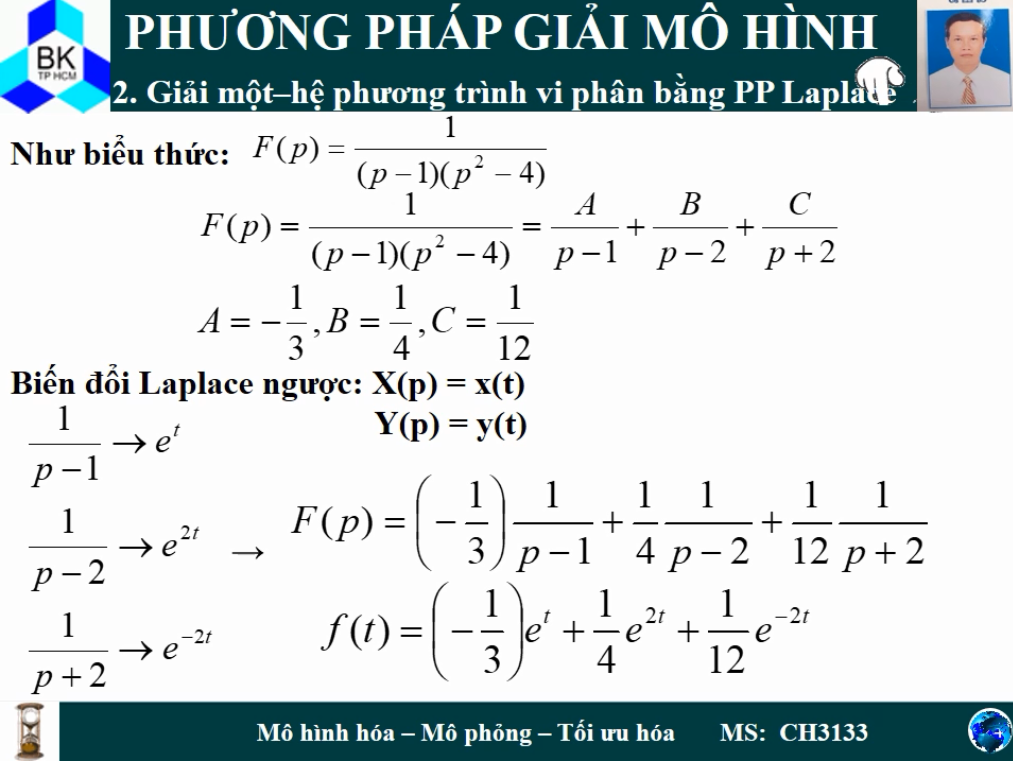 PHƯƠNG PHÁP GIẢI MÔ HÌNH
BK
TP HCM
2. Giải một–hệ phương trình vi phân bằng PP Laplace
Như biểu thức: F(p) = 1 / ((p − 1)(p² − 4))
F(p) = 1 / ((p − 1)(p² − 4)) = A / (p − 1) + B / (p − 2) + C / (p + 2)
A = − 1/3 , B = 1/4 , C = 1/12
Biến đổi Laplace ngược: X(p) = x(t)
Y(p) = y(t)
1 / (p − 1) → e^t
1 / (p − 2) → e^{2t} →
F(p) = (− 1/3) 1 / (p − 1) + 1/4 1 / (p − 2) + 1/12 1 / (p + 2)
1 / (p + 2) → e^{−2t}
f(t) = (− 1/3) e^t + 1/4 e^{2t} + 1/12 e^{−2t}
Mô hình hóa – Mô phỏng – Tối ưu hóa MS: CH3133